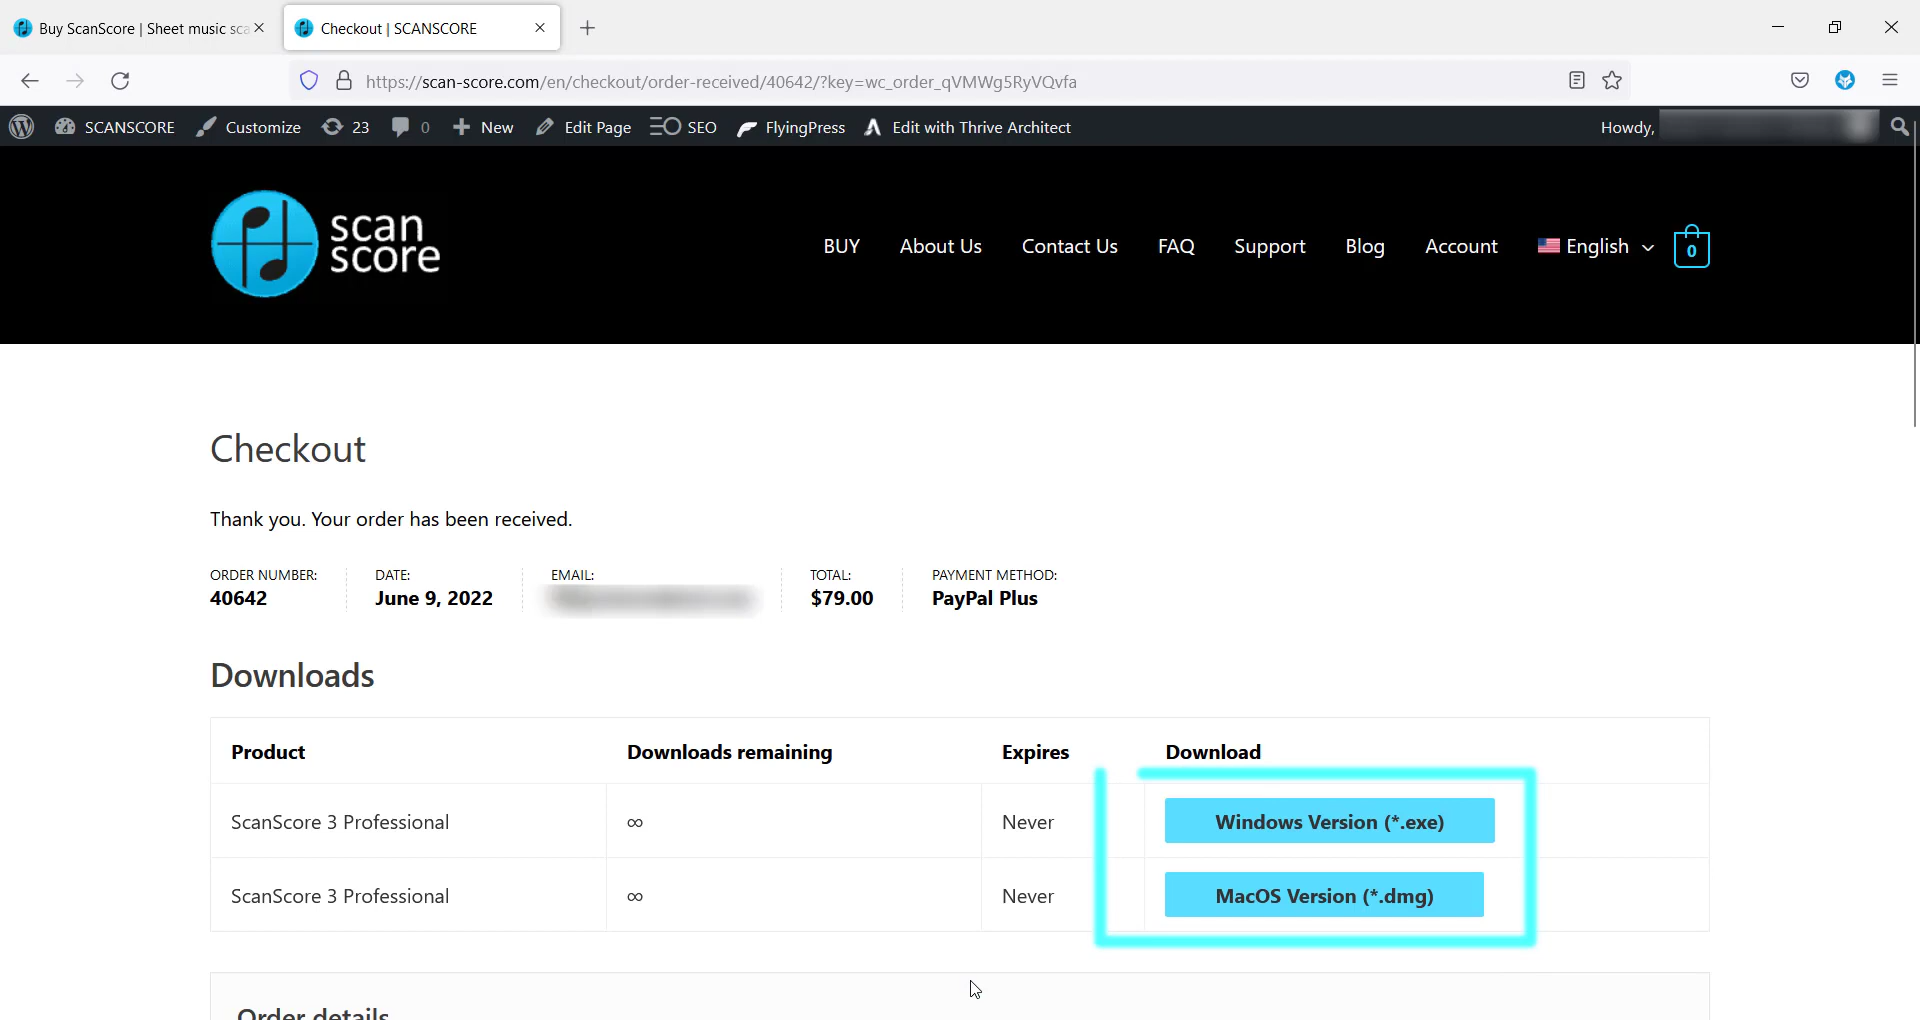 Buy ScanScore | Sheet music sca
Checkout | SCANSCORE
https://scan-score.com/en/checkout/order-received/40642/?key=wc_order_qVMWg5RyVQvfa
SCANSCORE Customize 23 0 New Edit Page SEO FlyingPress Edit with Thrive Architect Howdy,
scan
score
BUY About Us Contact Us FAQ Support Blog Account English 0
Checkout
Thank you. Your order has been received.
ORDER NUMBER: DATE: EMAIL: TOTAL: PAYMENT METHOD:
40642 June 9, 2022 $79.00 PayPal Plus
Downloads
Product Downloads remaining Expires Download
ScanScore 3 Professional ∞ Never Windows Version (*.exe)
ScanScore 3 Professional ∞ Never MacOS Version (*.dmg)
Order details